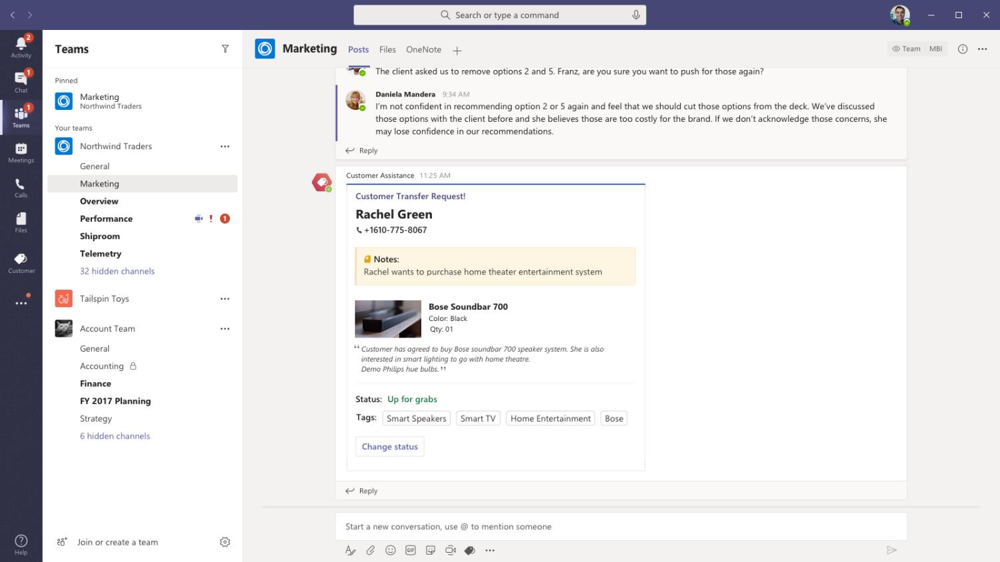 Search or type a command
2
Activity
1
Chat
1
Teams
Meetings
Calls
Files
Customer
Help
Teams
Pinned
Marketing
Northwind Traders
Your teams
Northwind Traders
General
Marketing
Overview
Performance ! 1
Shiproom
Telemetry
32 hidden channels
Tailspin Toys
Account Team
General
Accounting
Finance
FY 2017 Planning
Strategy
6 hidden channels
Join or create a team
Marketing Posts Files OneNote
Team MBI
The client asked us to remove options 2 and 5. Franz, are you sure you want to push for those again?
Daniela Mandera 9:34 AM
I’m not confident in recommending option 2 or 5 again and feel that we should cut those options from the deck. We’ve discussed
those options with the client before and she believes those are too costly for the brand. If we don’t acknowledge those concerns, she
may lose confidence in our recommendations.
Reply
Customer Assistance 11:25 AM
Customer Transfer Request!
Rachel Green
+1610-775-8067
Notes:
Rachel wants to purchase home theater entertainment system
Bose Soundbar 700
Color: Black
Qty: 01
“ Customer has agreed to buy Bose soundbar 700 speaker system. She is also
interested in smart lighting to go with home theatre.
Demo Philips hue bulbs. ”
Status: Up for grabs
Tags: Smart Speakers Smart TV Home Entertainment Bose
Change status
Reply
Start a new conversation, use @ to mention someone
GIF